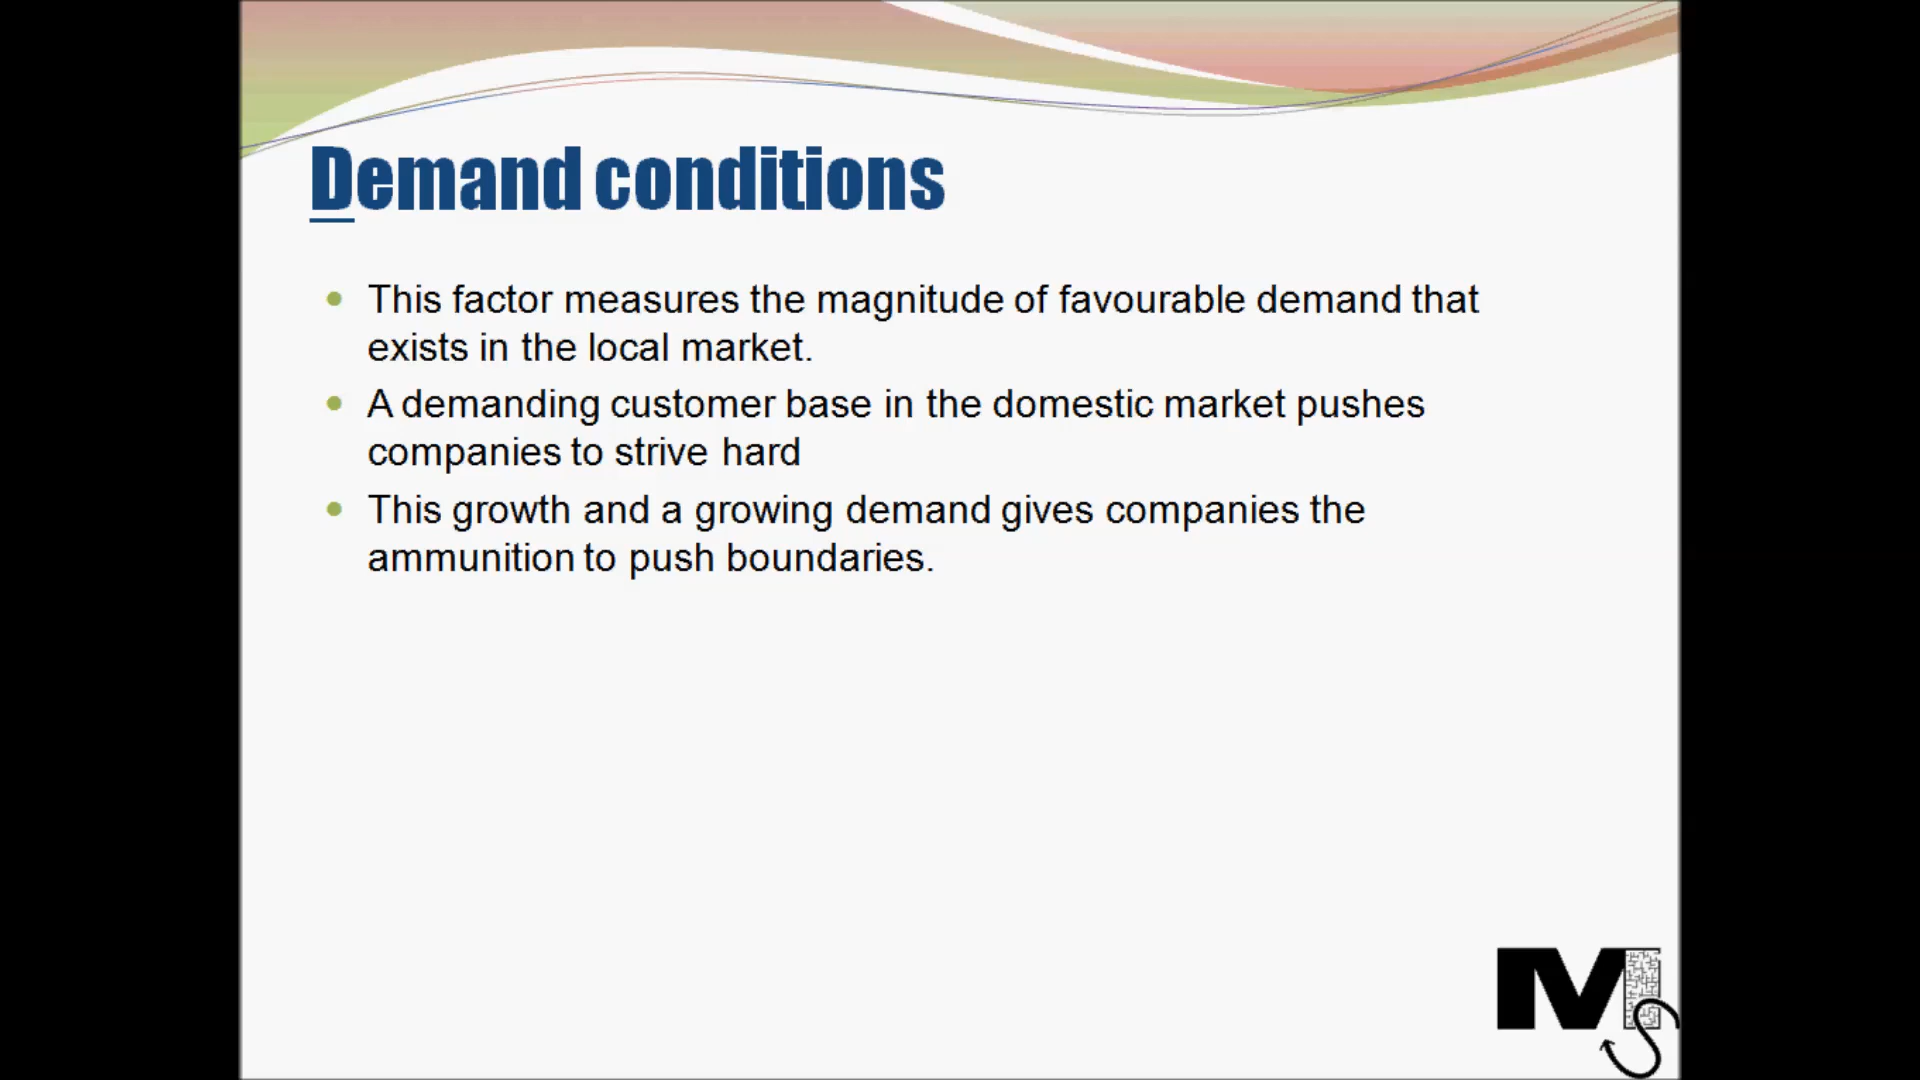 Demand conditions
This factor measures the magnitude of favourable demand that
exists in the local market.
A demanding customer base in the domestic market pushes
companies to strive hard
This growth and a growing demand gives companies the
ammunition to push boundaries.
MS